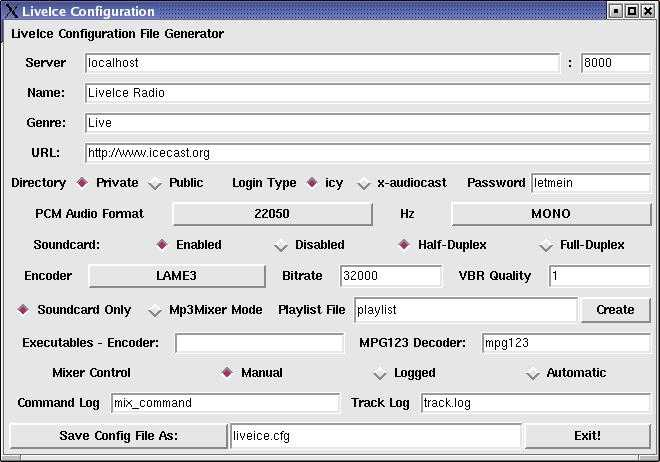 LiveIce Configuration
LiveIce Configuration File Generator
Server localhost : 8000
Name: LiveIce Radio
Genre: Live
URL: http://www.icecast.org
Directory Private Public Login Type icy x-audiocast Password letmein
PCM Audio Format 22050 Hz MONO
Soundcard: Enabled Disabled Half-Duplex Full-Duplex
Encoder LAME3 Bitrate 32000 VBR Quality 1
Soundcard Only Mp3Mixer Mode Playlist File playlist Create
Executables - Encoder: MPG123 Decoder: mpg123
Mixer Control Manual Logged Automatic
Command Log mix_command Track Log track.log
Save Config File As: liveice.cfg Exit!